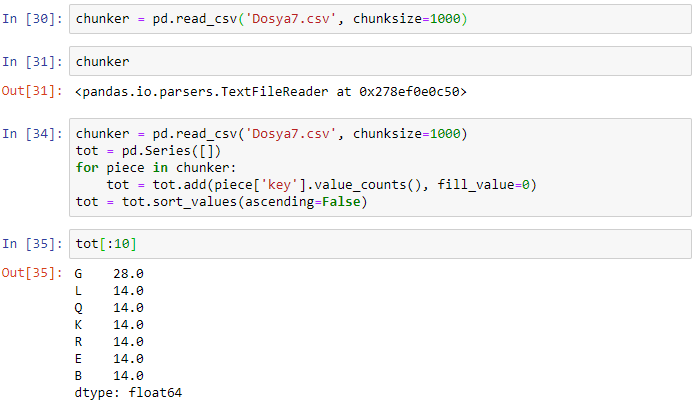 In [30]: chunker = pd.read_csv('Dosya7.csv', chunksize=1000)
In [31]: chunker
Out[31]: <pandas.io.parsers.TextFileReader at 0x278ef0e0c50>
In [34]: chunker = pd.read_csv('Dosya7.csv', chunksize=1000)
tot = pd.Series([])
for piece in chunker:
    tot = tot.add(piece['key'].value_counts(), fill_value=0)
tot = tot.sort_values(ascending=False)
In [35]: tot[:10]
Out[35]: G    28.0
L    14.0
Q    14.0
K    14.0
R    14.0
E    14.0
B    14.0
dtype: float64